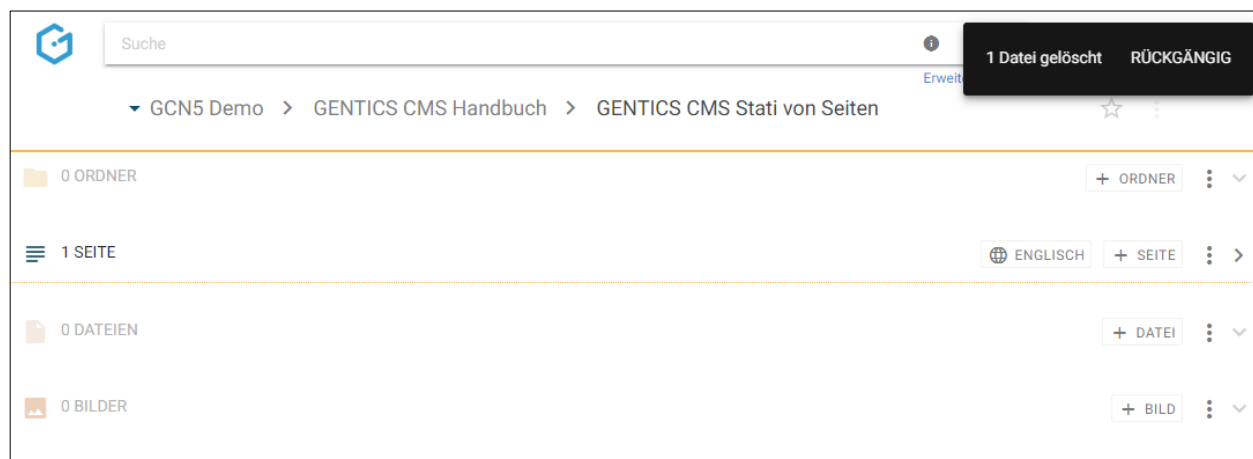 Suche
1 Datei gelöscht RÜCKGÄNGIG
GCN5 Demo > GENTICS CMS Handbuch > GENTICS CMS Stati von Seiten
0 ORDNER + ORDNER
1 SEITE ENGLISCH + SEITE
0 DATEIEN + DATEI
0 BILDER + BILD